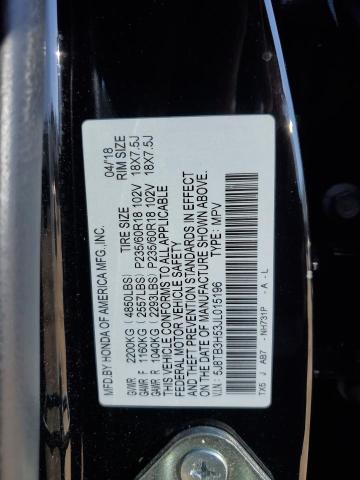 MFD.BY HONDA OF AMERICA MFG.,INC. 04/'18
TIRE SIZE RIM SIZE
GVWR 2200KG ( 4850LBS)
GAWR F 1160KG ( 2557LBS) P235/60R18 102V 18X7.5J
GAWR R 1040KG ( 2293LBS) P235/60R18 102V 18X7.5J
THIS VEHICLE CONFORMS TO ALL APPLICABLE
FEDERAL MOTOR VEHICLE SAFETY
AND THEFT PREVENTION STANDARDS IN EFFECT
ON THE DATE OF MANUFACTURE SHOWN ABOVE.
V.I.N.: 5J8TB3H53JL015196 TYPE: MPV
TX5 J AB7 - NH731P - A - L